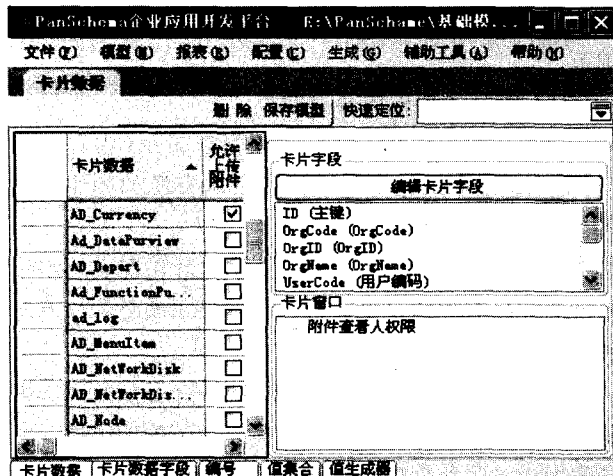 PanSchema企业应用开发平台 E:\PanSchame\基础模...
文件(F) 模型(M) 报表(R) 配置(C) 生成(G) 辅助工具(A) 帮助(H)
卡片数据
删 除 保存模型 快速定位:
卡片数据 允许上传附件
AD_Currency
Ad_DataPurview
AD_Depart
Ad_FunctionPu...
ad_log
AD_MenuItem
AD_NetWorkDisk
AD_NetWorkDis...
AD_Node
卡片字段
编辑卡片字段
ID (主键)
OrgCode (OrgCode)
OrgID (OrgID)
OrgName (OrgName)
UserCode (用户编码)
卡片窗口
附件查看人权限
卡片数据 卡片数据字段 编号 值集合 值生成器